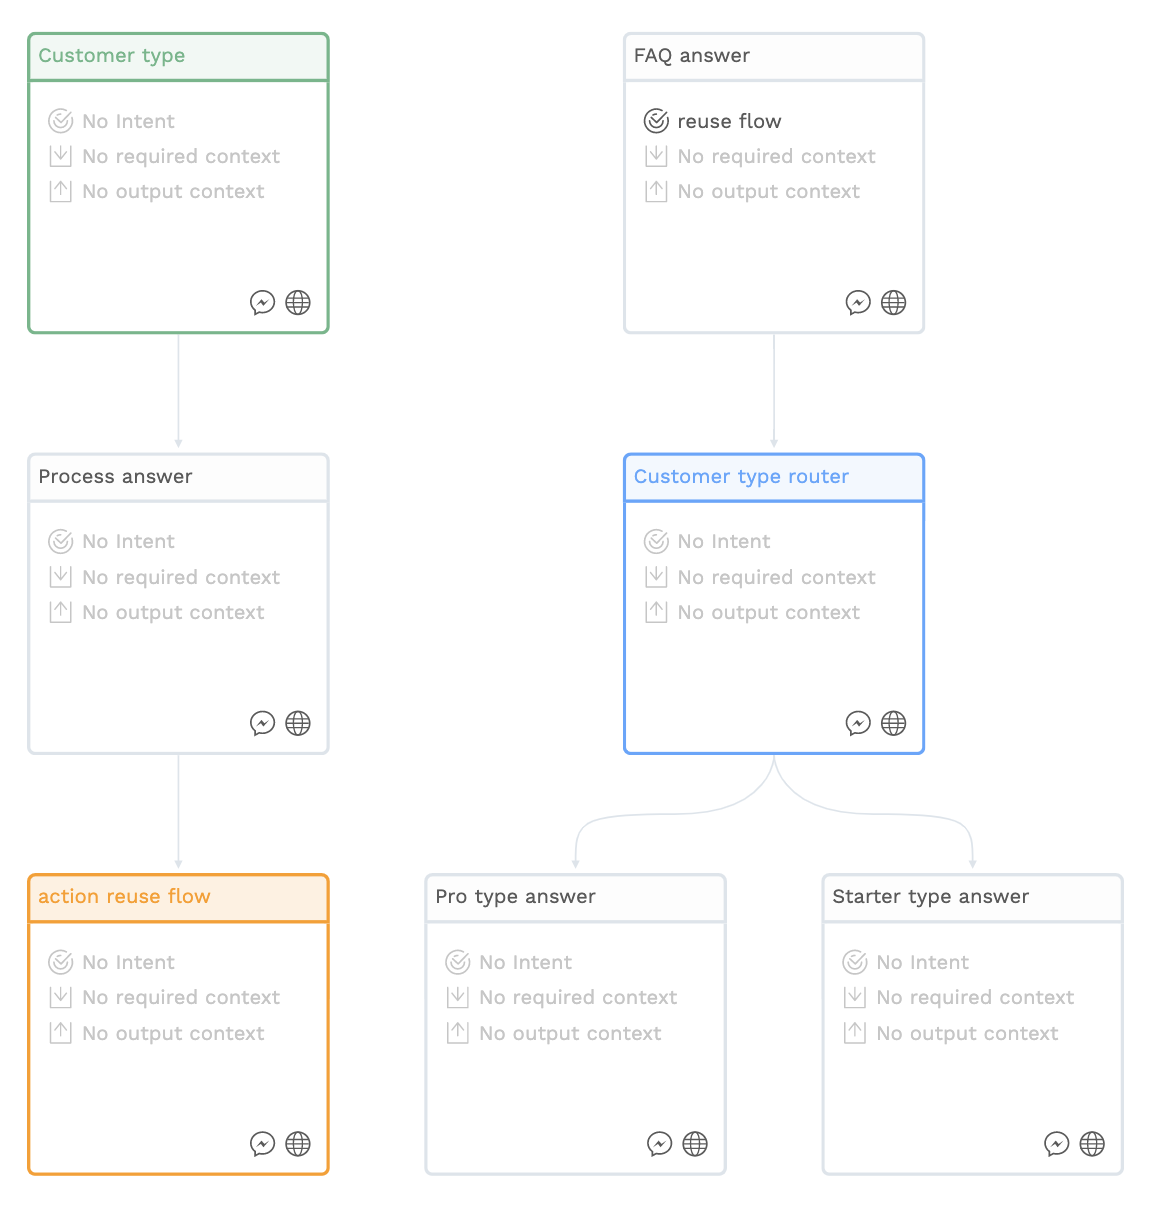 Customer type
No Intent
No required context
No output context
FAQ answer
reuse flow
No required context
No output context
Process answer
No Intent
No required context
No output context
Customer type router
No Intent
No required context
No output context
action reuse flow
No Intent
No required context
No output context
Pro type answer
No Intent
No required context
No output context
Starter type answer
No Intent
No required context
No output context